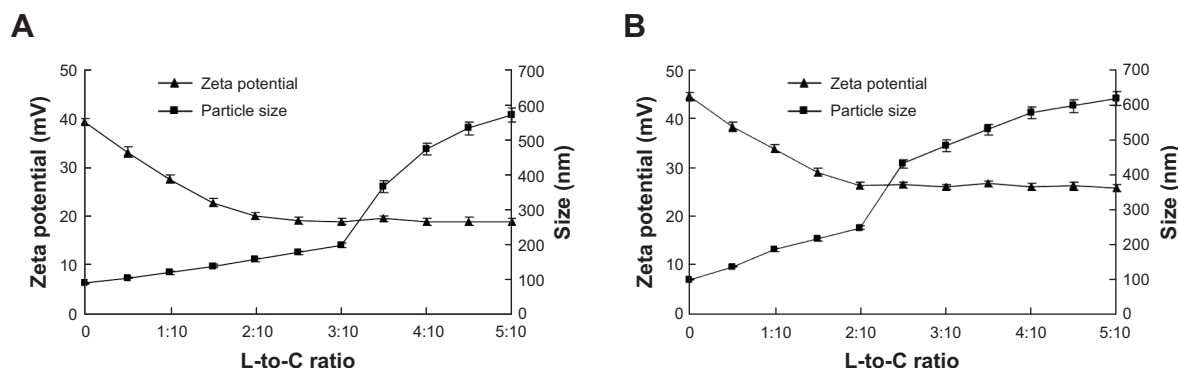 A
Zeta potential
Particle size
Zeta potential (mV)
50
40
30
20
10
0
700
600
500
400
300
200
100
0
Size (nm)
0 1:10 2:10 3:10 4:10 5:10
L-to-C ratio
B
Zeta potential
Particle size
Zeta potential (mV)
50
40
30
20
10
0
700
600
500
400
300
200
100
0
Size (nm)
0 1:10 2:10 3:10 4:10 5:10
L-to-C ratio